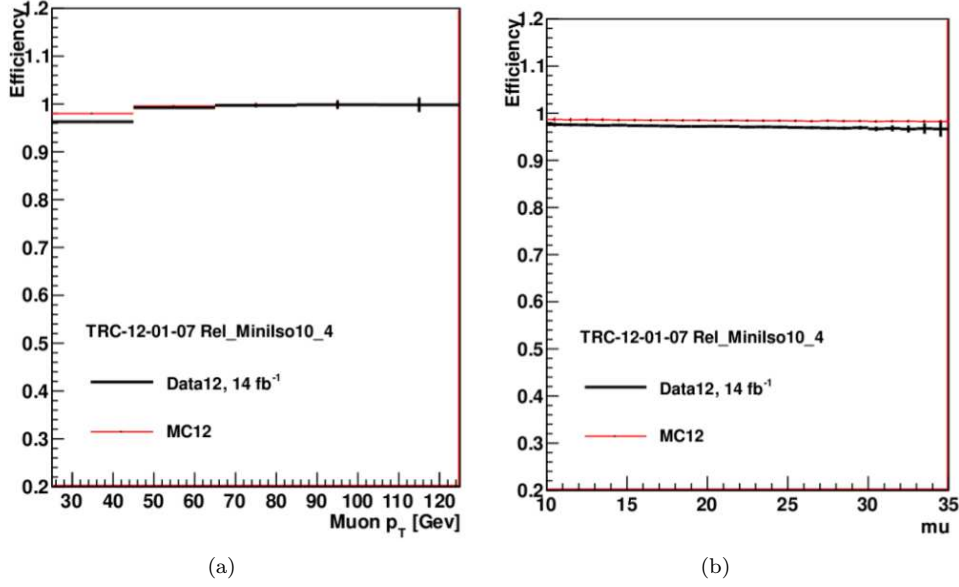 Efficiency
1.2
1.1
1
0.9
0.8
0.7
0.6
0.5
0.4
0.3
0.2
TRC-12-01-07 Rel_MiniIso10_4
Data12, 14 fb⁻¹
MC12
30 40 50 60 70 80 90 100 110 120
Muon p_T [Gev]
(a)
Efficiency
1.2
1.1
1
0.9
0.8
0.7
0.6
0.5
0.4
0.3
0.2
TRC-12-01-07 Rel_MiniIso10_4
Data12, 14 fb⁻¹
MC12
10 15 20 25 30 35
mu
(b)